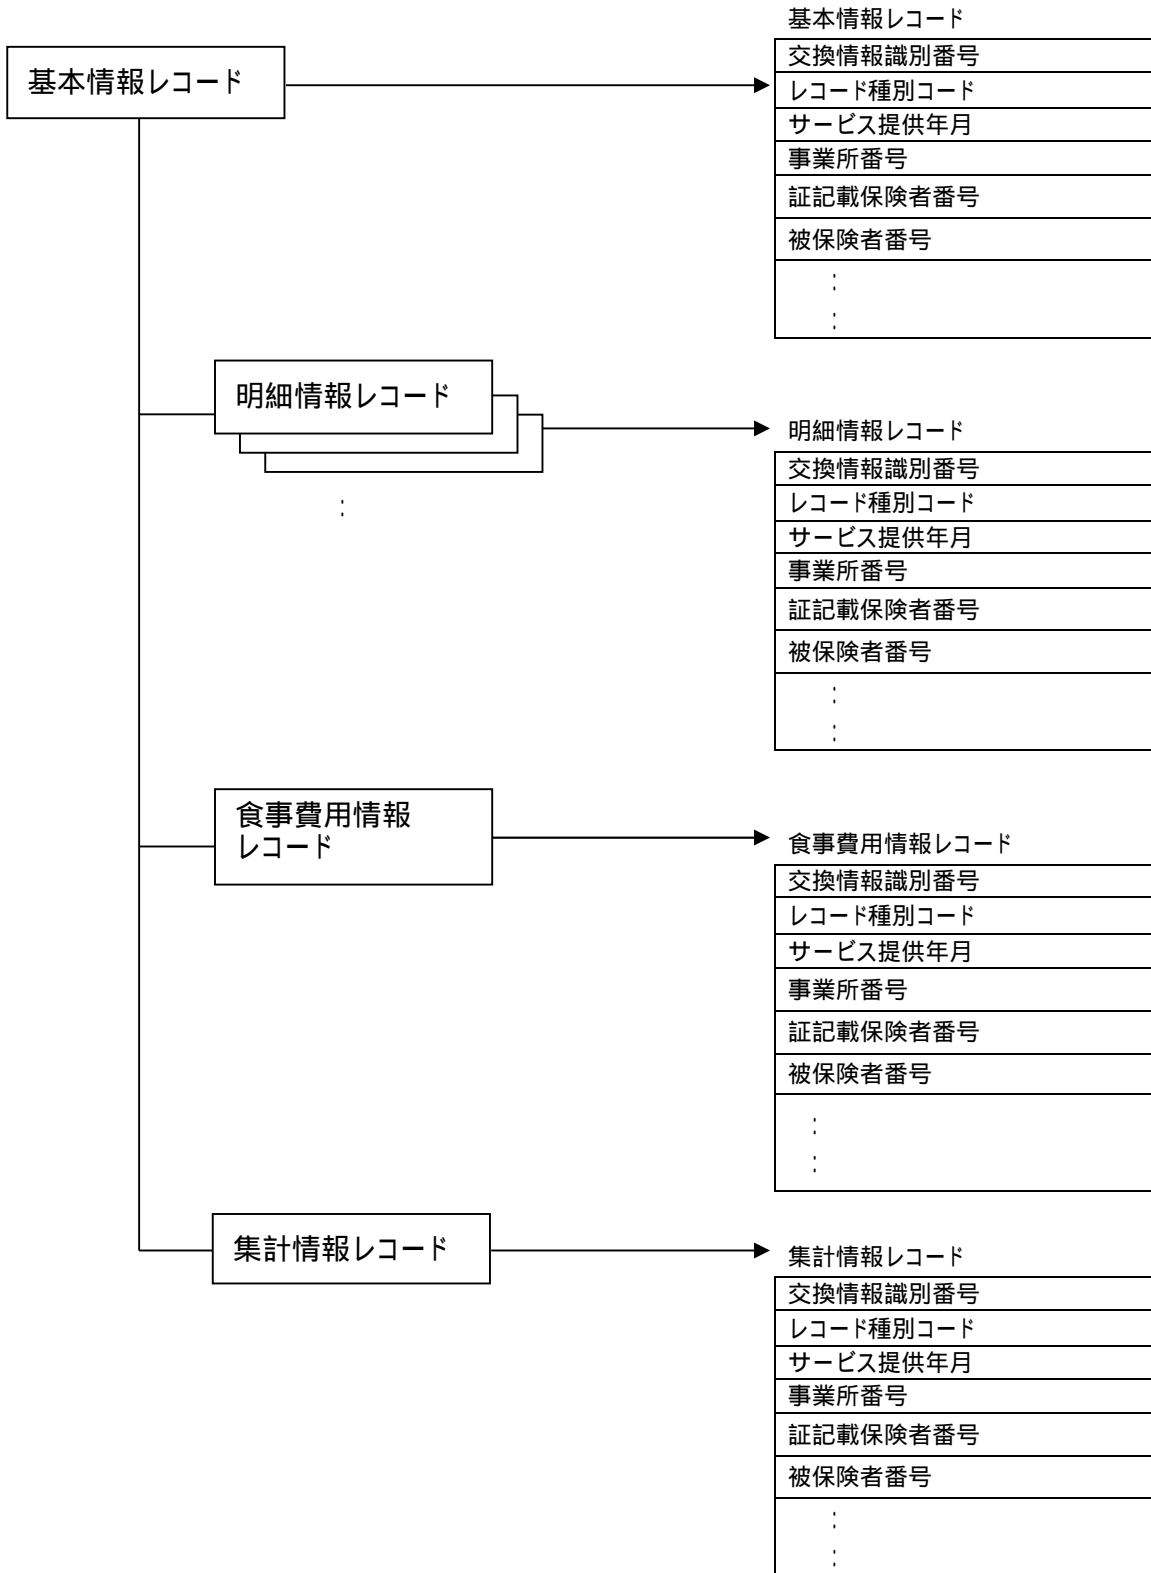 基本情報レコード
基本情報レコード
交換情報識別番号
レコード種別コード
サービス提供年月
事業所番号
証記載保険者番号
被保険者番号
:
:
明細情報レコード
:
明細情報レコード
交換情報識別番号
レコード種別コード
サービス提供年月
事業所番号
証記載保険者番号
被保険者番号
:
:
食事費用情報
レコード
食事費用情報レコード
交換情報識別番号
レコード種別コード
サービス提供年月
事業所番号
証記載保険者番号
被保険者番号
:
:
集計情報レコード
集計情報レコード
交換情報識別番号
レコード種別コード
サービス提供年月
事業所番号
証記載保険者番号
被保険者番号
:
: